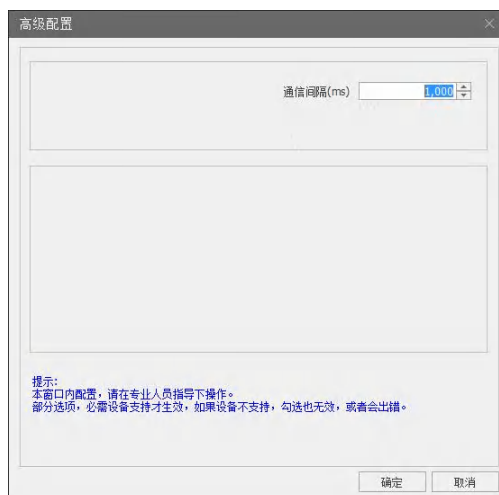 高级配置
通信间隔(ms) 1,000
提示:
本窗口内配置，请在专业人员指导下操作。
部分选项，必需设备支持才生效，如果设备不支持，勾选也无效，或者会出错。
确定 取消